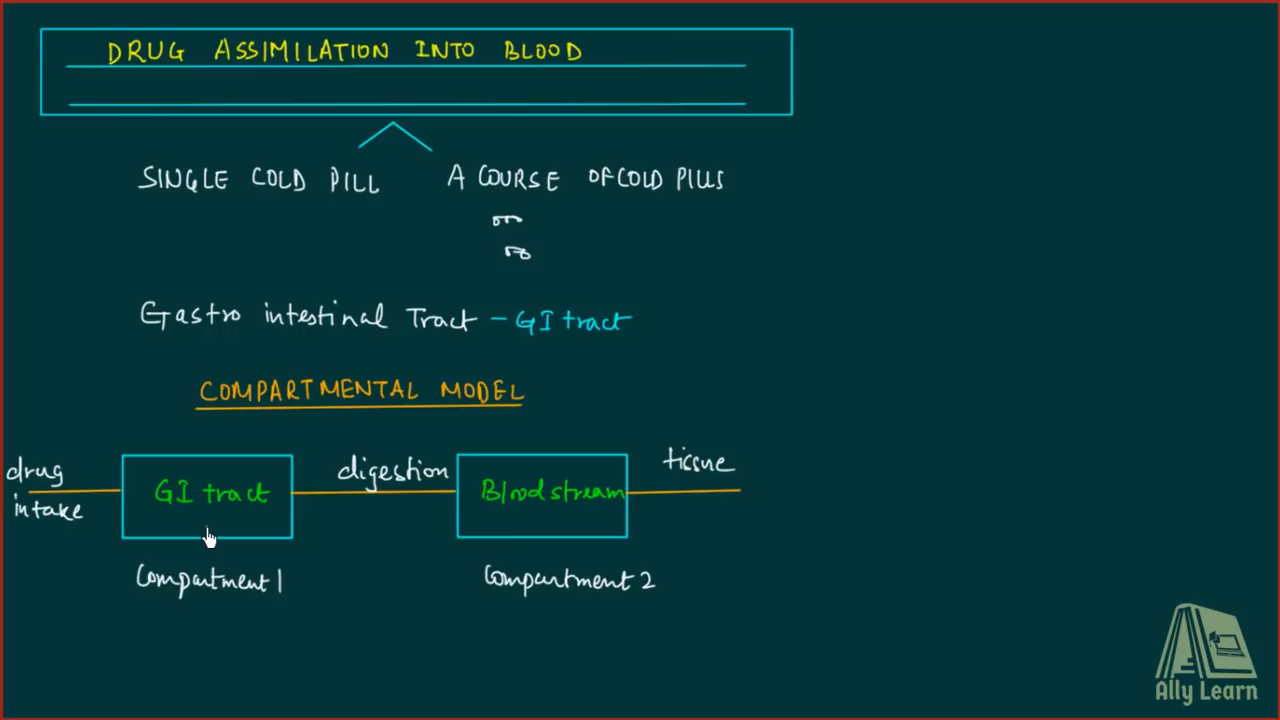 DRUG ASSIMILATION INTO BLOOD
SINGLE COLD PILL
A COURSE OF COLD PILLS
Gastro intestinal Tract - GI tract
COMPARTMENTAL MODEL
drug intake
GI tract
digestion
Blood stream
tissue
Compartment 1
Compartment 2
Ally Learn